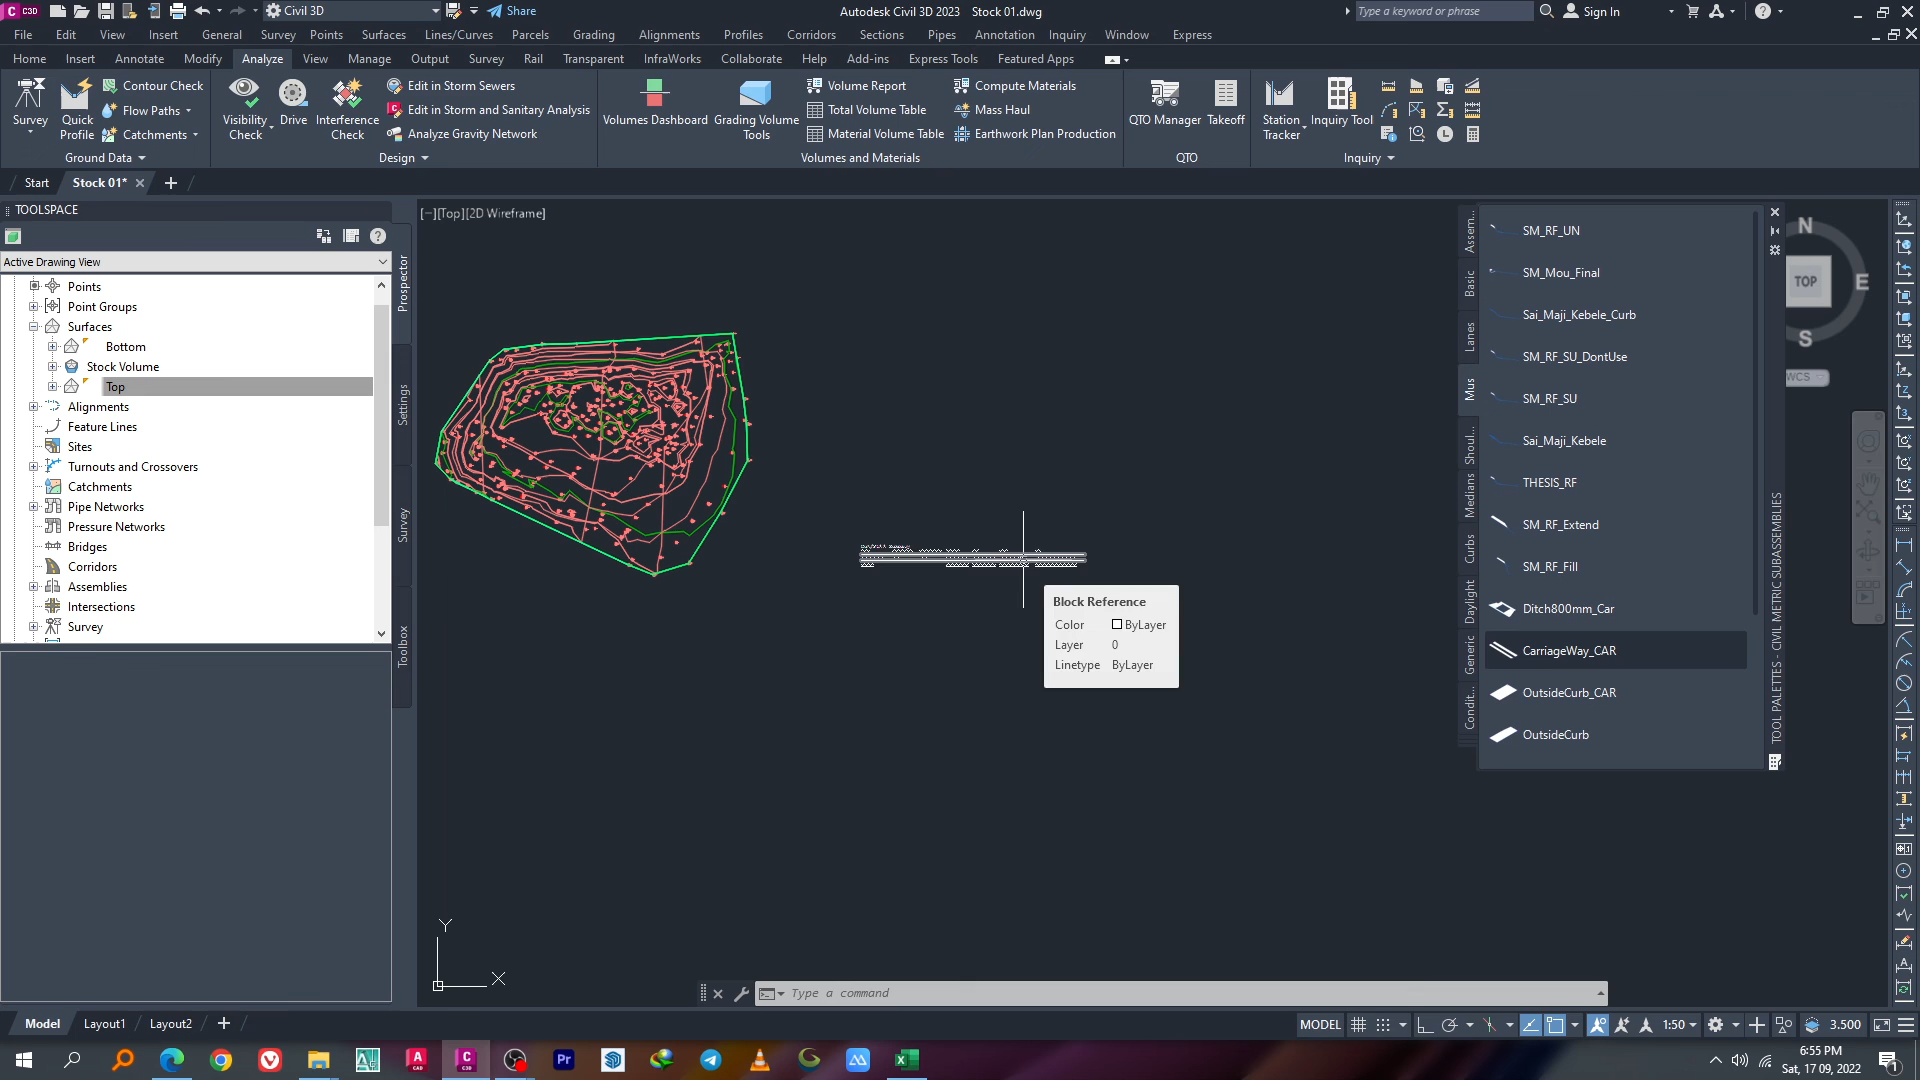 C3D Civil 3D Share Autodesk Civil 3D 2023 Stock 01.dwg Type a keyword or phrase Sign In
File Edit View Insert General Survey Points Surfaces Lines/Curves Parcels Grading Alignments Profiles Corridors Sections Pipes Annotation Inquiry Window Express
Home Insert Annotate Modify Analyze View Manage Output Survey Rail Transparent InfraWorks Collaborate Help Add-ins Express Tools Featured Apps
Survey
Quick Profile
Contour Check
Flow Paths
Catchments
Ground Data
Visibility Check
Drive
Interference Check
Edit in Storm Sewers
Edit in Storm and Sanitary Analysis
Analyze Gravity Network
Design
Volumes Dashboard
Grading Volume Tools
Volume Report
Total Volume Table
Material Volume Table
Compute Materials
Mass Haul
Earthwork Plan Production
Volumes and Materials
QTO Manager
Takeoff
QTO
Station Tracker
Inquiry Tool
Inquiry
Start Stock 01*
TOOLSPACE
Active Drawing View
Points
Point Groups
Surfaces
Bottom
Stock Volume
Top
Alignments
Feature Lines
Sites
Turnouts and Crossovers
Catchments
Pipe Networks
Pressure Networks
Bridges
Corridors
Assemblies
Intersections
Survey
Prospector
Settings
Survey
Toolbox
[−][Top][2D Wireframe]
Block Reference
Color ByLayer
Layer 0
Linetype ByLayer
Y
X
Assem...
Basic
Lanes
Mus
Shoul...
Medians
Curbs
Daylight
Generic
Condit...
SM_RF_UN
SM_Mou_Final
Sai_Maji_Kebele_Curb
SM_RF_SU_DontUse
SM_RF_SU
Sai_Maji_Kebele
THESIS_RF
SM_RF_Extend
SM_RF_Fill
Ditch800mm_Car
CarriageWay_CAR
OutsideCurb_CAR
OutsideCurb
TOOL PALETTES - CIVIL METRIC SUBASSEMBLIES
N
TOP
E
S
WCS
Type a command
Model Layout1 Layout2
MODEL 1:50 3.500
6:55 PM
Sat, 17 09, 2022